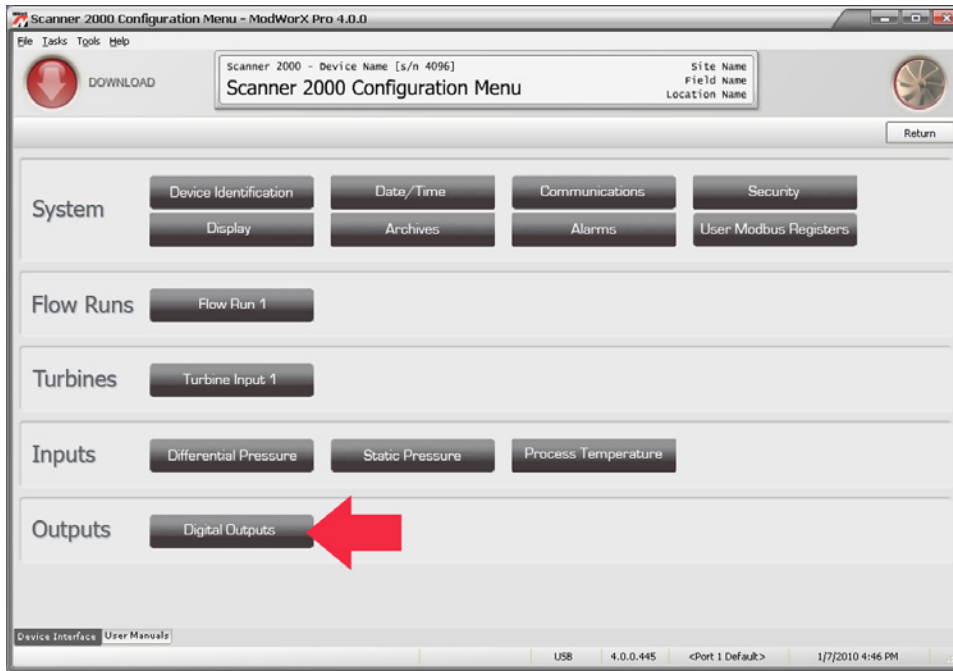 Scanner 2000 Configuration Menu - ModWorX Pro 4.0.0
File Tasks Tools Help
DOWNLOAD
Scanner 2000 - Device Name [s/n 4096]
Scanner 2000 Configuration Menu
Site Name
Field Name
Location Name
Return
System
Device Identification Date/Time Communications Security
Display Archives Alarms User Modbus Registers
Flow Runs Flow Run 1
Turbines Turbine Input 1
Inputs Differential Pressure Static Pressure Process Temperature
Outputs Digital Outputs
Device Interface User Manuals
USB 4.0.0.445 <Port 1 Default> 1/7/2010 4:46 PM